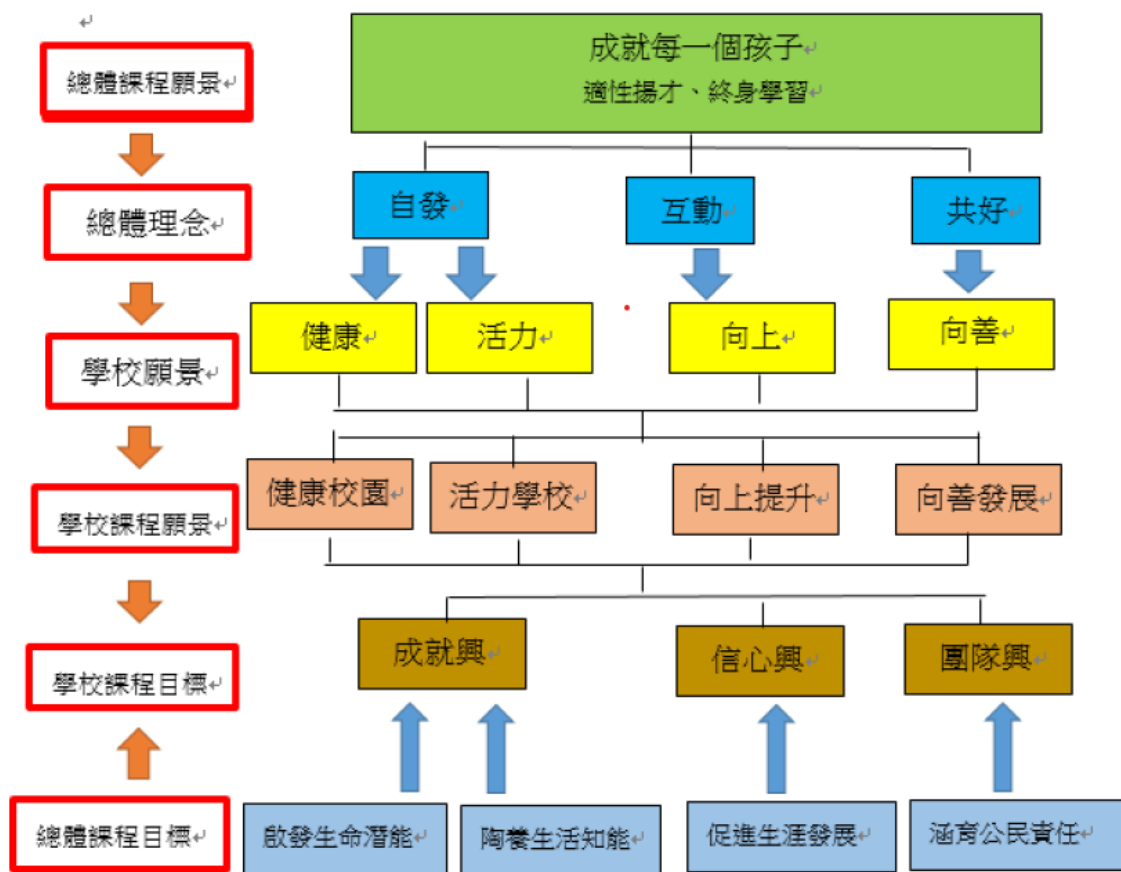 總體課程願景
成就每一個孩子
適性揚才、終身學習
總體理念
自發
互動
共好
學校願景
健康
活力
向上
向善
學校課程願景
健康校園
活力學校
向上提升
向善發展
學校課程目標
成就興
信心興
團隊興
總體課程目標
啟發生命潛能
陶養生活知能
促進生涯發展
涵育公民責任